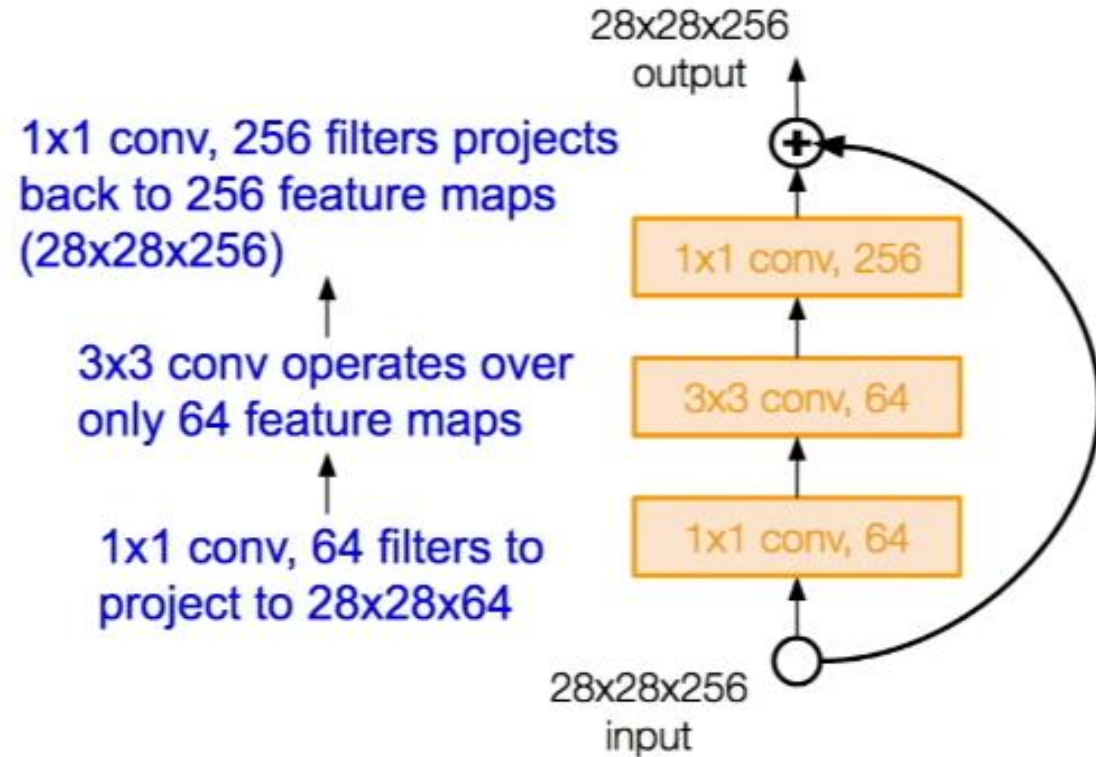 28x28x256
output
1x1 conv, 256 filters projects
back to 256 feature maps
(28x28x256)
1x1 conv, 256
3x3 conv operates over
only 64 feature maps
3x3 conv, 64
1x1 conv, 64 filters to
project to 28x28x64
1x1 conv, 64
28x28x256
input